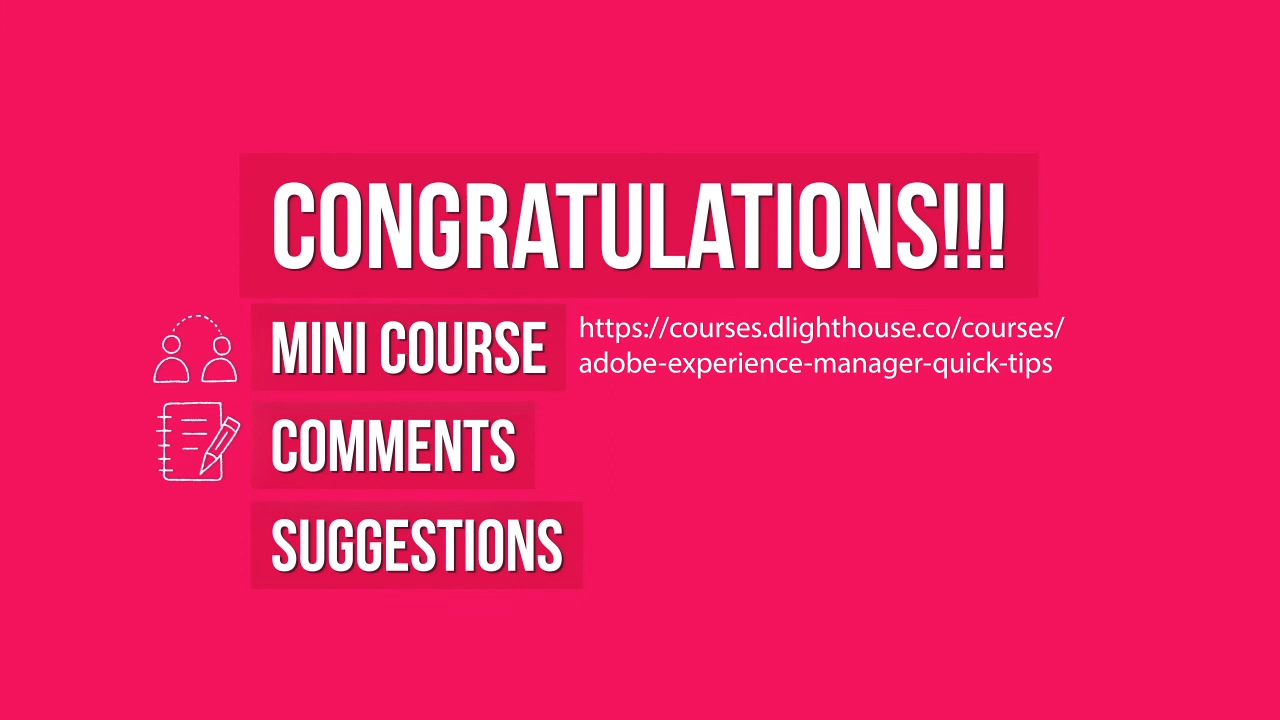 CONGRATULATIONS!!!
MINI COURSE
https://courses.dlighthouse.co/courses/
adobe-experience-manager-quick-tips
COMMENTS
SUGGESTIONS